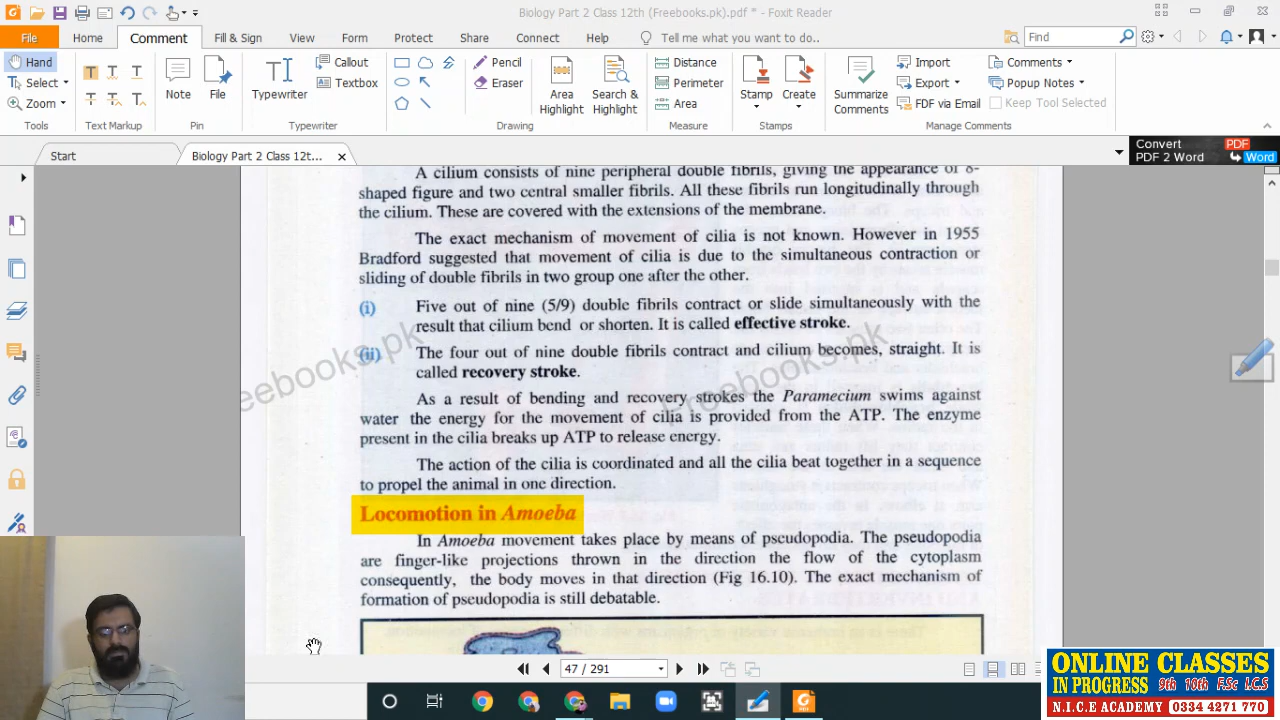 Biology Part 2 Class 12th (Freebooks.pk).pdf * - Foxit Reader
File Home Comment Fill & Sign View Form Protect Share Connect Help Tell me what you want to do.. Find
Hand
Select
Zoom
Tools
T T T
T T T
Text Markup
Note File
Pin
Typewriter
Callout
Textbox
Typewriter
Pencil
Eraser
Area Highlight
Search & Highlight
Drawing
Distance
Perimeter
Area
Measure
Stamp Create
Stamps
Summarize Comments
Import
Export
FDF via Email
Comments
Popup Notes
Keep Tool Selected
Manage Comments
Start Biology Part 2 Class 12t...
Convert PDF
PDF 2 Word Word
A cilium consists of nine peripheral double fibrils, giving the appearance of 8-
shaped figure and two central smaller fibrils. All these fibrils run longitudinally through
the cilium. These are covered with the extensions of the membrane.
The exact mechanism of movement of cilia is not known. However in 1955
Bradford suggested that movement of cilia is due to the simultaneous contraction or
sliding of double fibrils in two group one after the other.
(i) Five out of nine (5/9) double fibrils contract or slide simultaneously with the
result that cilium bend or shorten. It is called effective stroke.
(ii) The four out of nine double fibrils contract and cilium becomes, straight. It is
called recovery stroke.
As a result of bending and recovery strokes the Paramecium swims against
water the energy for the movement of cilia is provided from the ATP. The enzyme
present in the cilia breaks up ATP to release energy.
The action of the cilia is coordinated and all the cilia beat together in a sequence
to propel the animal in one direction.
Locomotion in Amoeba
In Amoeba movement takes place by means of pseudopodia. The pseudopodia
are finger-like projections thrown in the direction the flow of the cytoplasm
consequently, the body moves in that direction (Fig 16.10). The exact mechanism of
formation of pseudopodia is still debatable.
Freebooks.pk
47 / 291
ONLINE CLASSES
IN PROGRESS 9th 10th F.Sc I.C.S
N.I.C.E ACADEMY 0334 4271 770